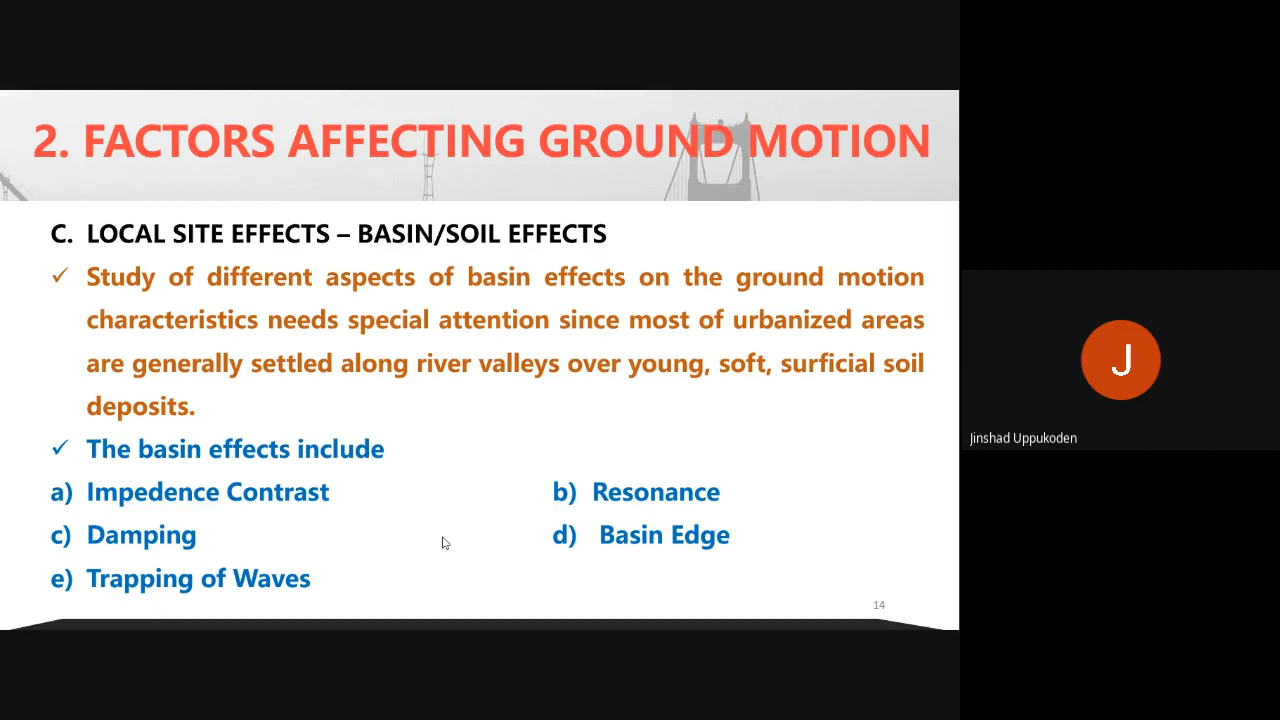 2. FACTORS AFFECTING GROUND MOTION
C. LOCAL SITE EFFECTS – BASIN/SOIL EFFECTS
✓ Study of different aspects of basin effects on the ground motion
characteristics needs special attention since most of urbanized areas
are generally settled along river valleys over young, soft, surficial soil
deposits.
✓ The basin effects include
a) Impedence Contrast b) Resonance
c) Damping d) Basin Edge
e) Trapping of Waves
14
J
Jinshad Uppukoden